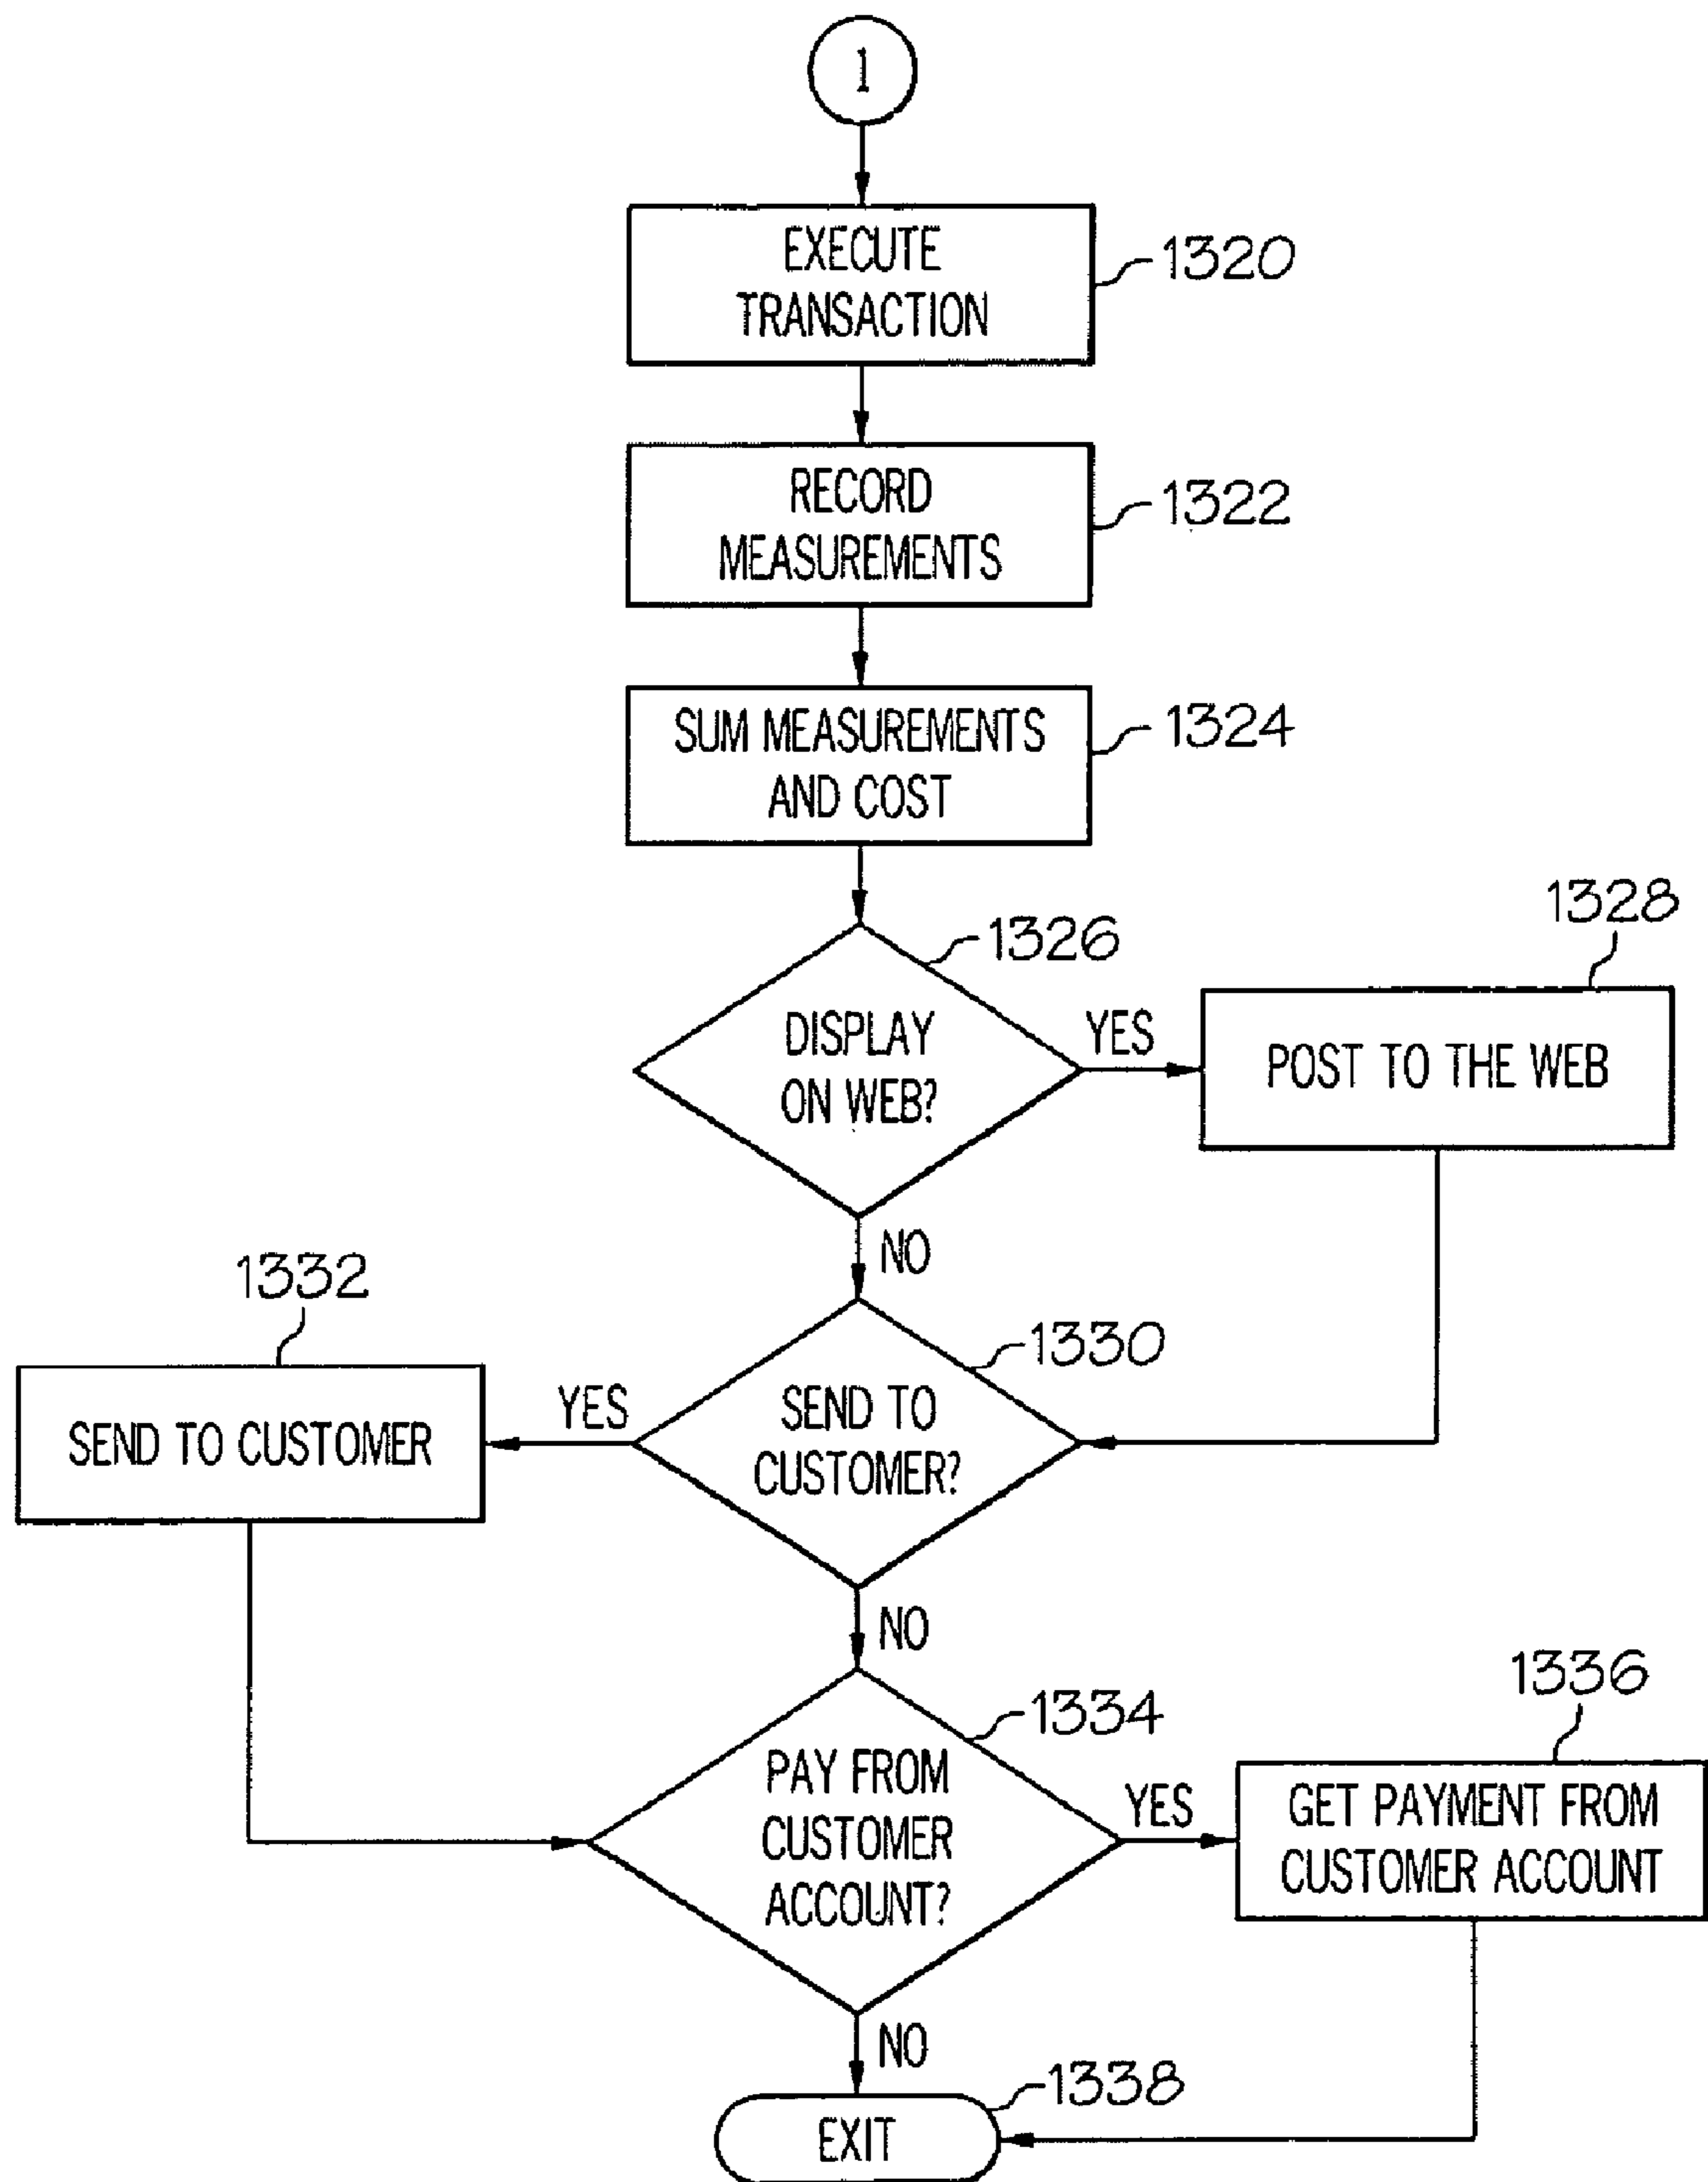 1
EXECUTE
TRANSACTION
1320
RECORD
MEASUREMENTS
1322
SUM MEASUREMENTS
AND COST
1324
1326
DISPLAY
ON WEB?
YES
1328
POST TO THE WEB
NO
1330
SEND TO
CUSTOMER?
YES
1332
SEND TO CUSTOMER
NO
1334
PAY FROM
CUSTOMER
ACCOUNT?
YES
1336
GET PAYMENT FROM
CUSTOMER ACCOUNT
NO
1338
EXIT